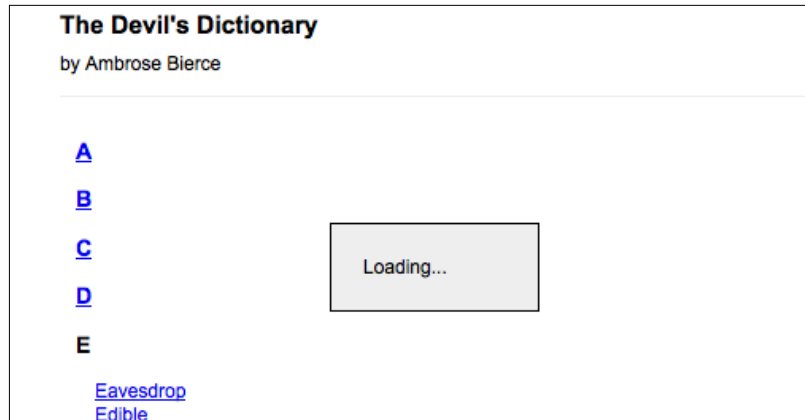 The Devil's Dictionary
by Ambrose Bierce
A
B
C
Loading...
D
E
Eavesdrop
Edible